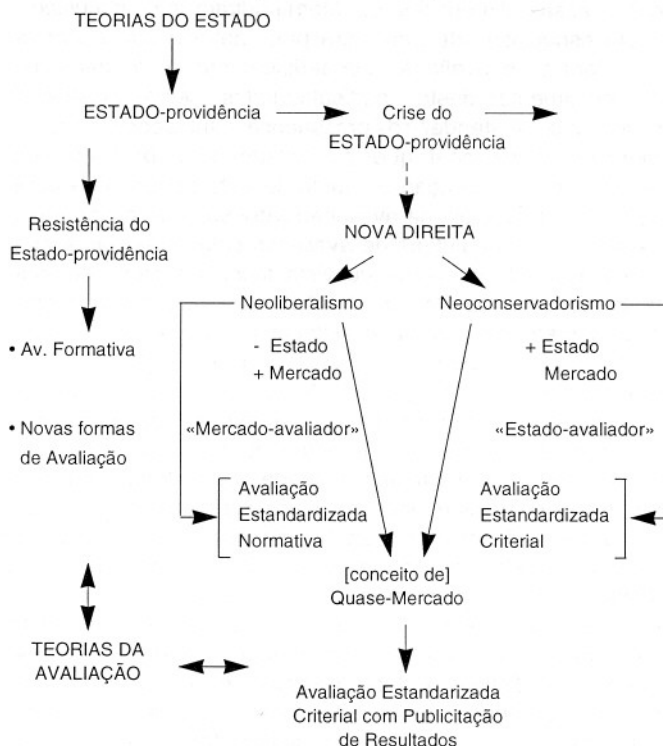 TEORIAS DO ESTADO
ESTADO-providência
Crise do
ESTADO-providência
Resistência do
Estado-providência
NOVA DIREITA
Neoliberalismo
Neoconservadorismo
• Av. Formativa
- Estado
+ Mercado
+ Estado
Mercado
• Novas formas
de Avaliação
«Mercado-avaliador»
«Estado-avaliador»
Avaliação
Estandardizada
Normativa
Avaliação
Estandardizada
Criterial
[conceito de]
Quase-Mercado
TEORIAS DA
AVALIAÇÃO
Avaliação Estandarizada
Criterial com Publicitação
de Resultados